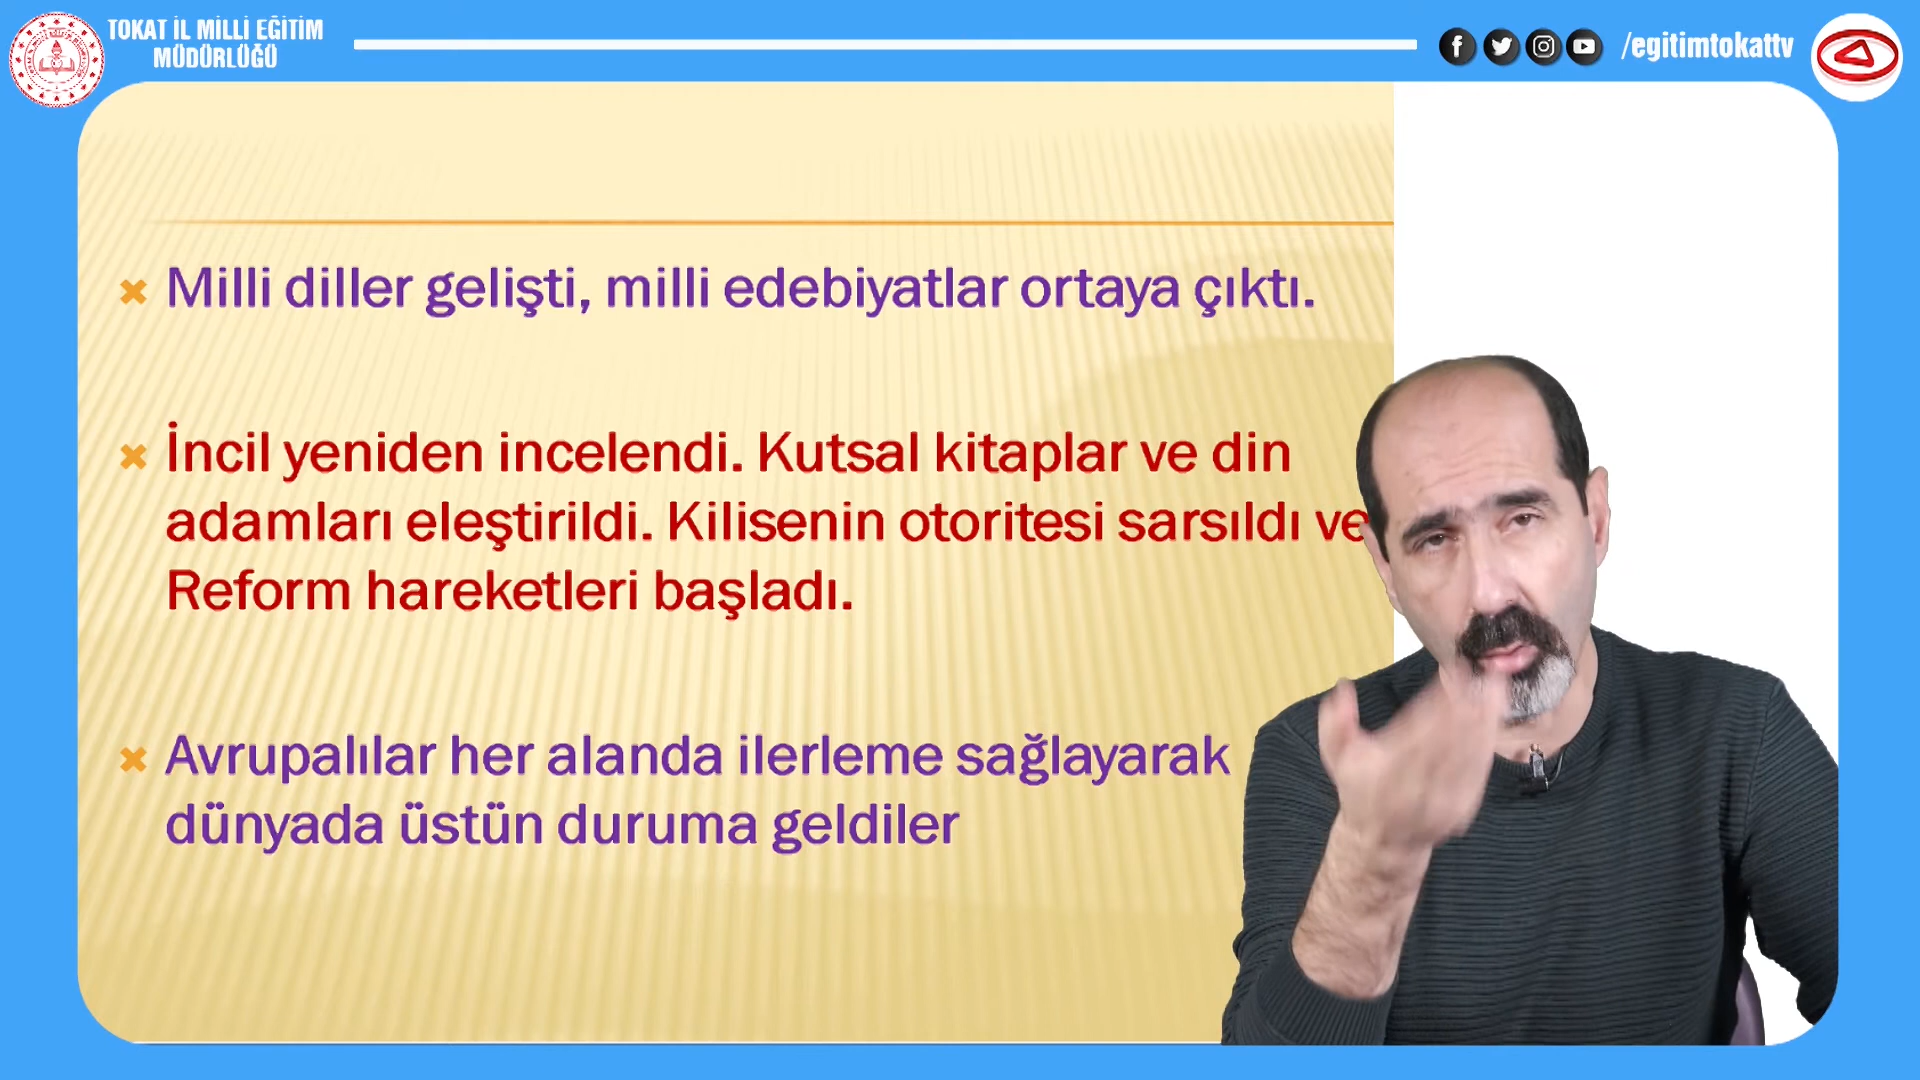 TOKAT İL MİLLİ EĞİTİM
MÜDÜRLÜĞÜ
/egitimtokattv
Milli diller gelişti, milli edebiyatlar ortaya çıktı.
İncil yeniden incelendi. Kutsal kitaplar ve din
adamları eleştirildi. Kilisenin otoritesi sarsıldı ve
Reform hareketleri başladı.
Avrupalılar her alanda ilerleme sağlayarak
dünyada üstün duruma geldiler